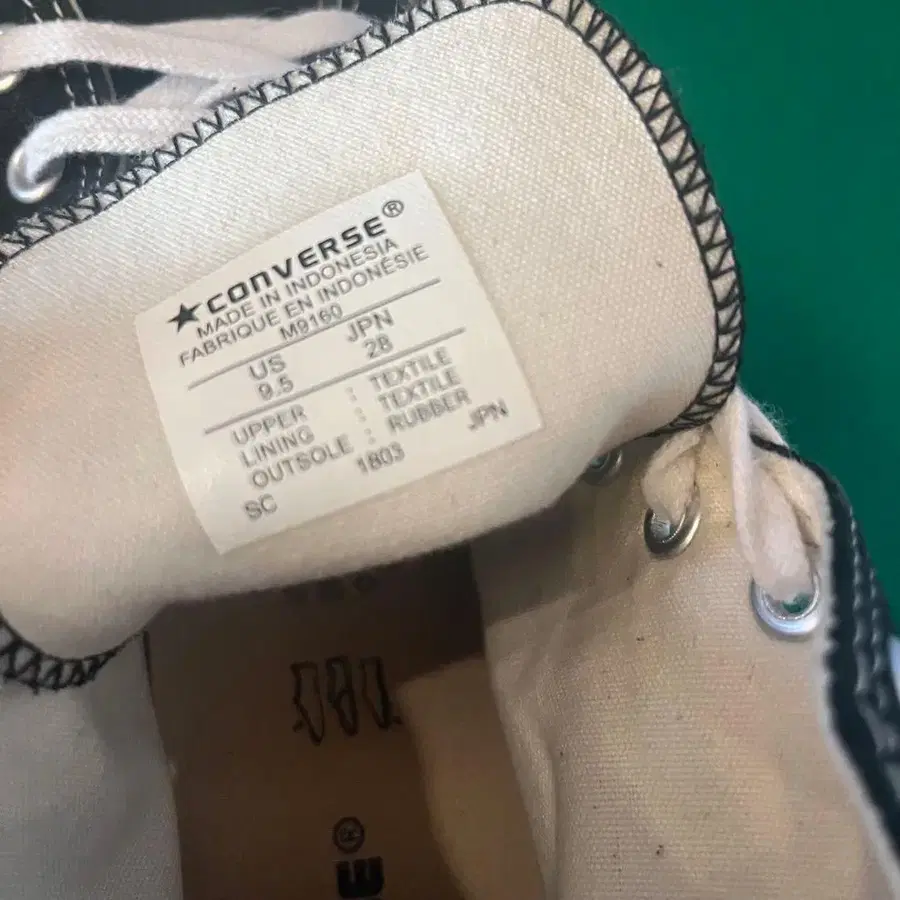 ★CONVERSE®
MADE IN INDONESIA
FABRIQUE EN INDONÉSIE
M9160
US JPN
9.5 28
UPPER : TEXTILE
LINING : TEXTILE
OUTSOLE : RUBBER
SC 1803 JPN